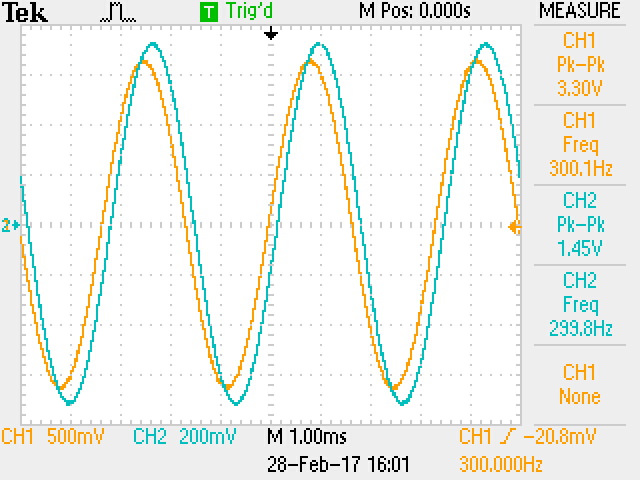 Tek T Trig'd M Pos: 0.000s MEASURE
CH1
Pk-Pk
3.30V
CH1
Freq
300.1Hz
CH2
Pk-Pk
1.45V
CH2
Freq
299.8Hz
CH1
None
2
CH1 500mV CH2 200mV M 1.00ms CH1 -20.8mV
28-Feb-17 16:01 300.000Hz